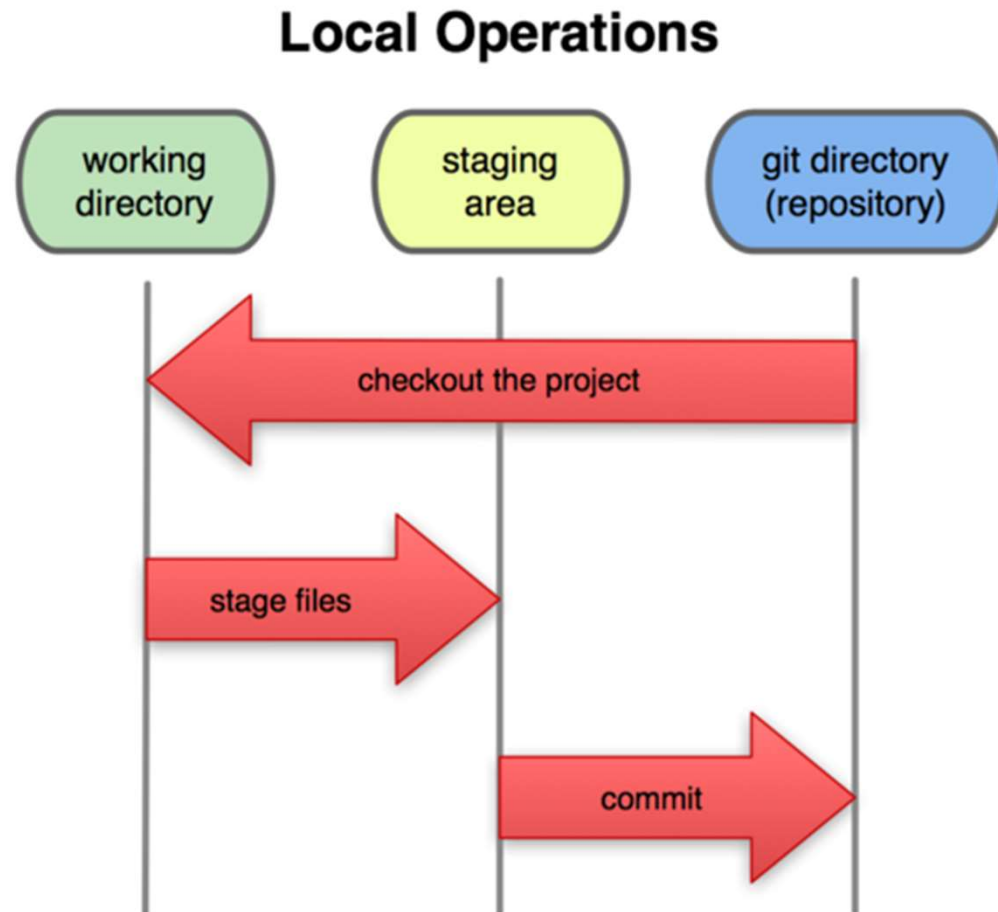 Local Operations
working
directory
staging
area
git directory
(repository)
checkout the project
stage files
commit